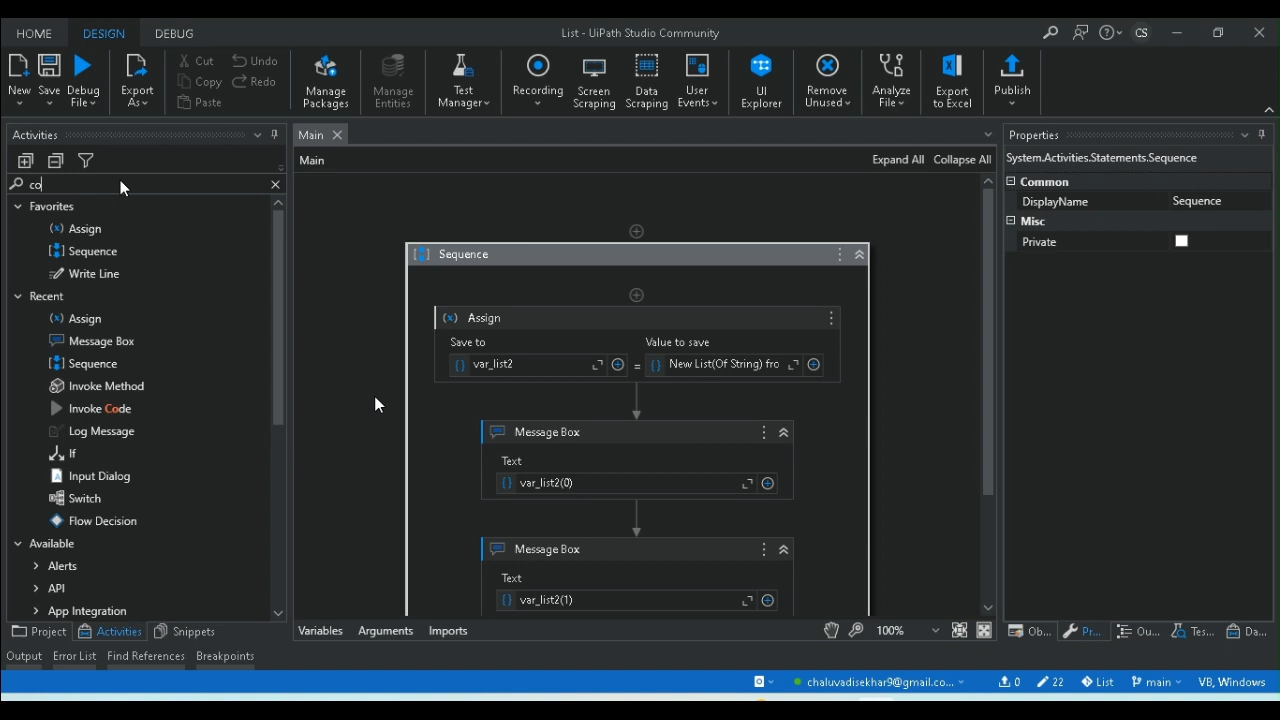 HOME DESIGN DEBUG List - UiPath Studio Community CS
New Save Debug File Export As Cut Copy Paste Undo Redo Manage Packages Manage Entities Test Manager Recording Screen Scraping Data Scraping User Events UI Explorer Remove Unused Analyze File Export to Excel Publish
Activities
co
Favorites
Assign
Sequence
Write Line
Recent
Assign
Message Box
Sequence
Invoke Method
Invoke Code
Log Message
If
Input Dialog
Switch
Flow Decision
Available
Alerts
API
App Integration
Project Activities Snippets
Main
Main Expand All Collapse All
Sequence
Assign
Save to Value to save
var_list2 = New List(Of String) fro
Message Box
Text
var_list2(0)
Message Box
Text
var_list2(1)
Variables Arguments Imports 100%
Properties
System.Activities.Statements.Sequence
Common
DisplayName Sequence
Misc
Private
Ob... Pr... Ou... Tes... Da...
Output Error List Find References Breakpoints
chaluvadisekhar9@gmail.co... 0 22 List main VB, Windows